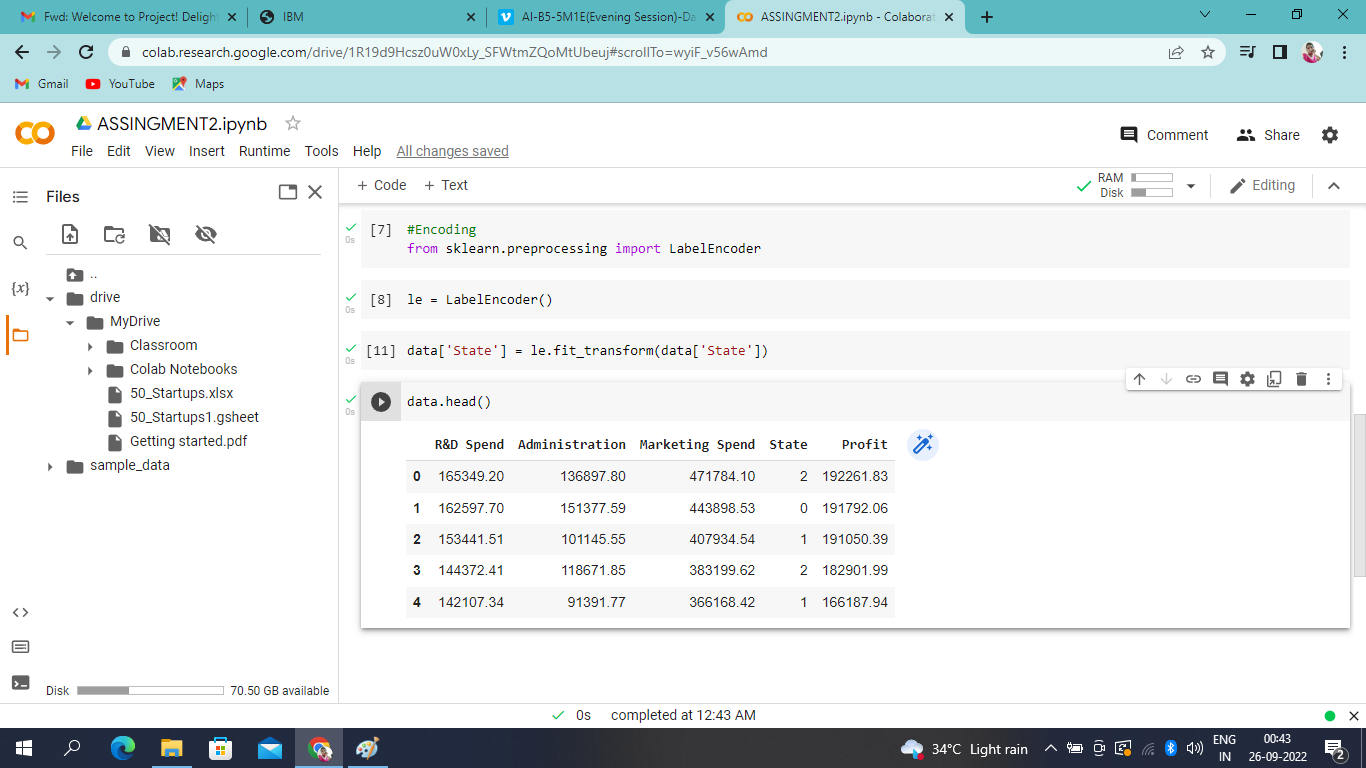 Fwd: Welcome to Project! Delight
IBM
AI-B5-5M1E(Evening Session)-Da
ASSINGMENT2.ipynb - Colaborat
colab.research.google.com/drive/1R19d9Hcsz0uW0xLy_SFWtmZQoMtUbeuj#scrollTo=wyiF_v56wAmd
Gmail YouTube Maps
ASSINGMENT2.ipynb
Comment Share
File Edit View Insert Runtime Tools Help All changes saved
Files
+ Code + Text
RAM
Disk
Editing
{x}
..
drive
MyDrive
Classroom
Colab Notebooks
50_Startups.xlsx
50_Startups1.gsheet
Getting started.pdf
sample_data
Disk 70.50 GB available
0s
[7] #Encoding
from sklearn.preprocessing import LabelEncoder
0s
[8] le = LabelEncoder()
0s
[11] data['State'] = le.fit_transform(data['State'])
0s
data.head()
R&D Spend Administration Marketing Spend State Profit
0 165349.20 136897.80 471784.10 2 192261.83
1 162597.70 151377.59 443898.53 0 191792.06
2 153441.51 101145.55 407934.54 1 191050.39
3 144372.41 118671.85 383199.62 2 182901.99
4 142107.34 91391.77 366168.42 1 166187.94
0s completed at 12:43 AM
34°C Light rain
ENG
IN
00:43
26-09-2022
2